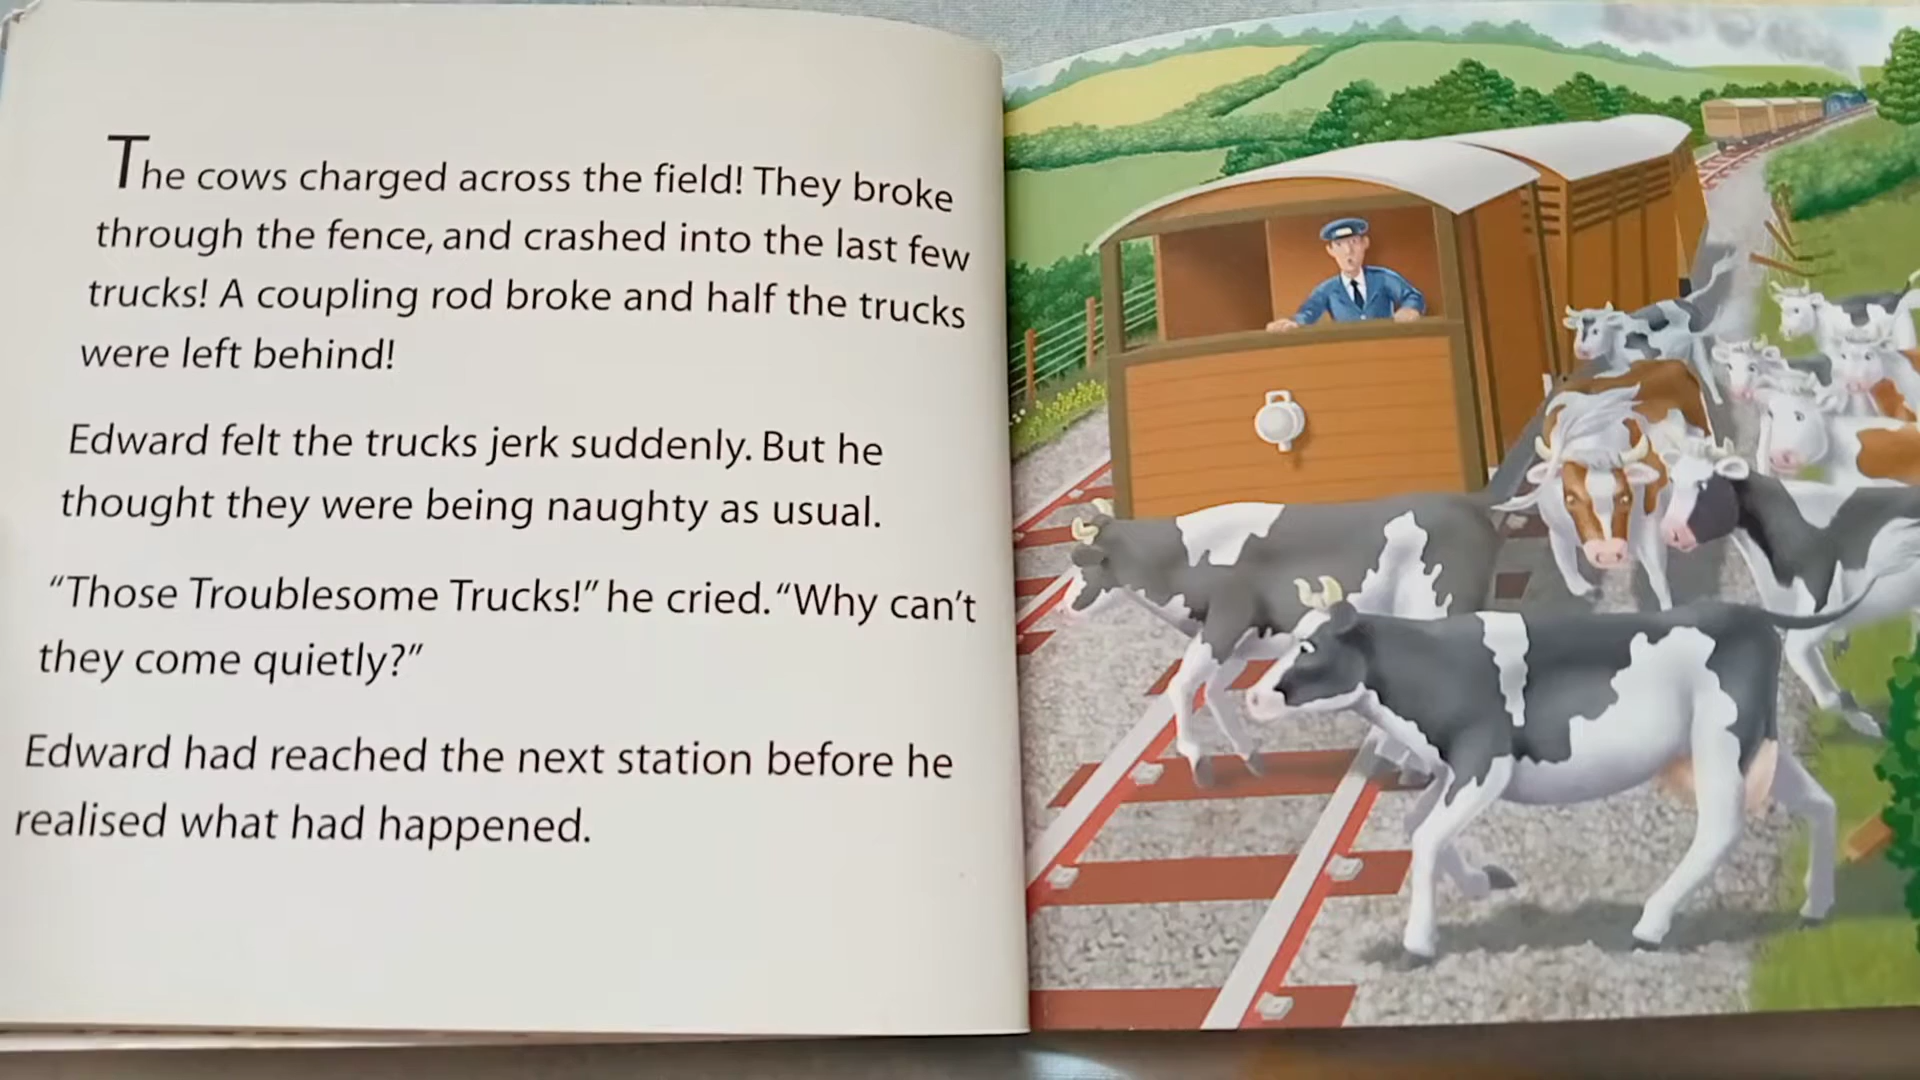 The cows charged across the field! They broke
through the fence, and crashed into the last few
trucks! A coupling rod broke and half the trucks
were left behind!
Edward felt the trucks jerk suddenly. But he
thought they were being naughty as usual.
“Those Troublesome Trucks!” he cried. “Why can’t
they come quietly?”
Edward had reached the next station before he
realised what had happened.